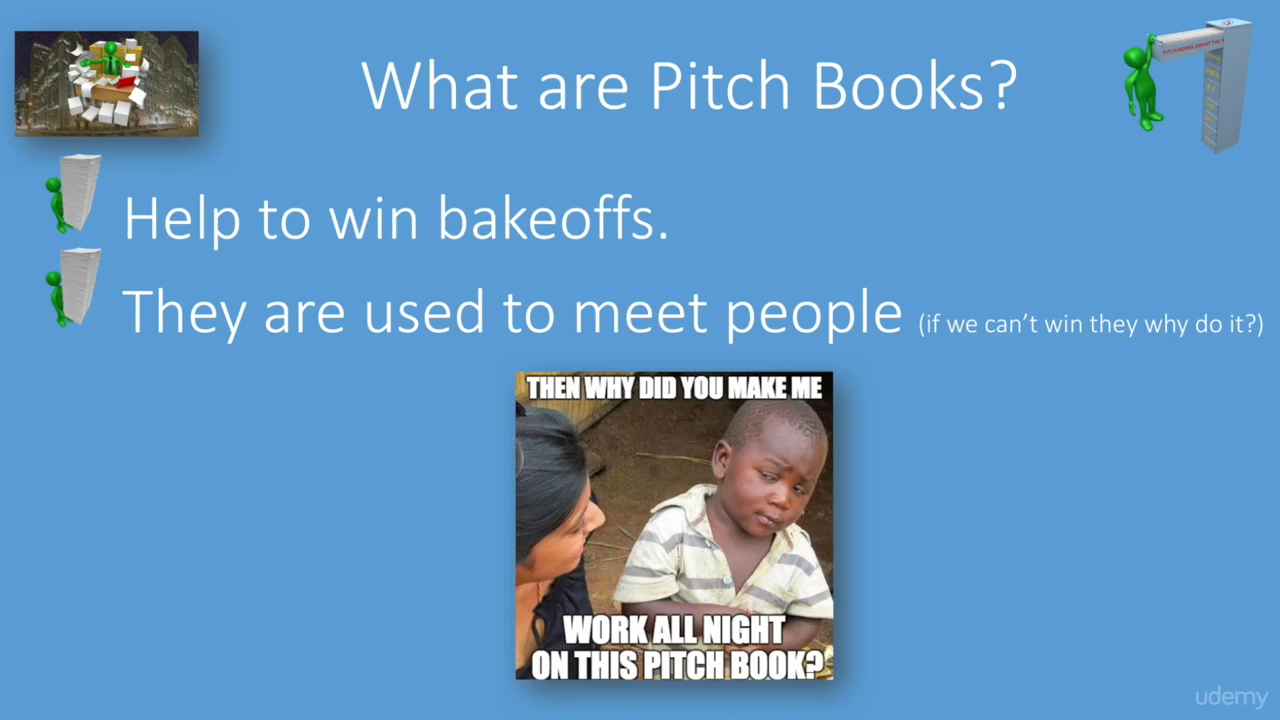 What are Pitch Books?
Help to win bakeoffs.
They are used to meet people (if we can’t win they why do it?)
THEN WHY DID YOU MAKE ME
WORK ALL NIGHT
ON THIS PITCH BOOK?
udemy